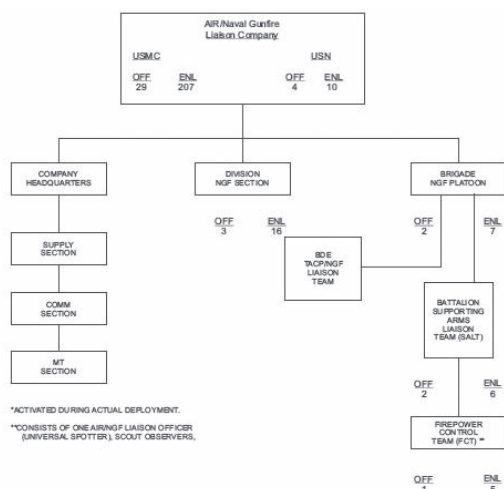 AIR/Naval Gunfire
Liaison Company
USMC USN
OFF ENL OFF ENL
29 207 4 10
COMPANY
HEADQUARTERS
DIVISION
NGF SECTION
BRIGADE
NGF PLATOON
OFF ENL OFF ENL
3 16 2 7
SUPPLY
SECTION
BDE
TACP/NGF
LIAISON
TEAM
COMM
SECTION
BATTALION
SUPPORTING
ARMS
LIAISON
TEAM (SALT)
MT
SECTION
OFF ENL
2 6
*ACTIVATED DURING ACTUAL DEPLOYMENT.
**CONSISTS OF ONE AIR/NGF LIAISON OFFICER
(UNIVERSAL SPOTTER), SCOUT OBSERVERS,
FIREPOWER
CONTROL
TEAM (FCT) **
OFF ENL